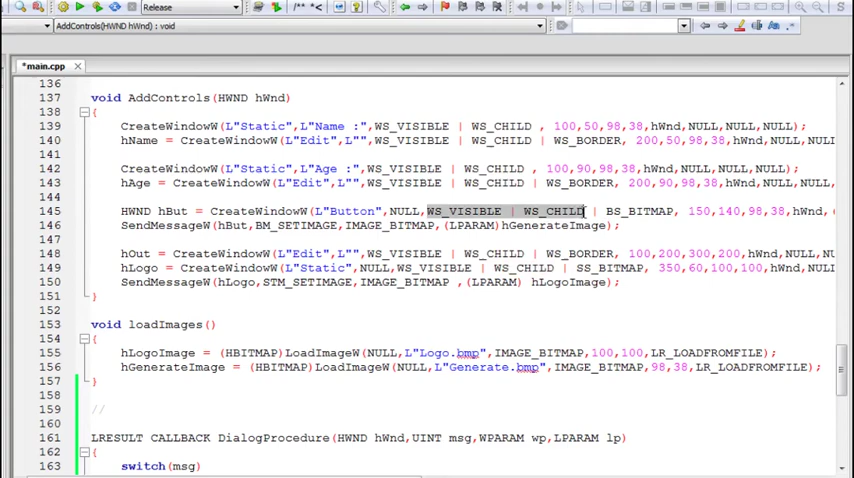 Release
/** *<
AddControls(HWND hWnd) : void
*main.cpp
136
137 void AddControls(HWND hWnd)
138 {
139 CreateWindowW(L"Static",L"Name :",WS_VISIBLE | WS_CHILD , 100,50,98,38,hWnd,NULL,NULL,NULL);
140 hName = CreateWindowW(L"Edit",L"",WS_VISIBLE | WS_CHILD | WS_BORDER, 200,50,98,38,hWnd,NULL,NULL
141
142 CreateWindowW(L"Static",L"Age :",WS_VISIBLE | WS_CHILD , 100,90,98,38,hWnd,NULL,NULL,NULL);
143 hAge = CreateWindowW(L"Edit",L"",WS_VISIBLE | WS_CHILD | WS_BORDER, 200,90,98,38,hWnd,NULL,NULL
144
145 HWND hBut = CreateWindowW(L"Button",NULL,WS_VISIBLE | WS_CHILD | BS_BITMAP, 150,140,98,38,hWnd,
146 SendMessageW(hBut,BM_SETIMAGE,IMAGE_BITMAP,(LPARAM)hGenerateImage);
147
148 hOut = CreateWindowW(L"Edit",L"",WS_VISIBLE | WS_CHILD | WS_BORDER, 100,200,300,200,hWnd,NULL,NU
149 hLogo = CreateWindowW(L"Static",NULL,WS_VISIBLE | WS_CHILD | SS_BITMAP, 350,60,100,100,hWnd,NULL
150 SendMessageW(hLogo,STM_SETIMAGE,IMAGE_BITMAP ,(LPARAM) hLogoImage);
151 }
152
153 void loadImages()
154 {
155 hLogoImage = (HBITMAP)LoadImageW(NULL,L"Logo.bmp",IMAGE_BITMAP,100,100,LR_LOADFROMFILE);
156 hGenerateImage = (HBITMAP)LoadImageW(NULL,L"Generate.bmp",IMAGE_BITMAP,98,38,LR_LOADFROMFILE);
157 }
158
159 //
160
161 LRESULT CALLBACK DialogProcedure(HWND hWnd,UINT msg,WPARAM wp,LPARAM lp)
162 {
163 switch(msg)